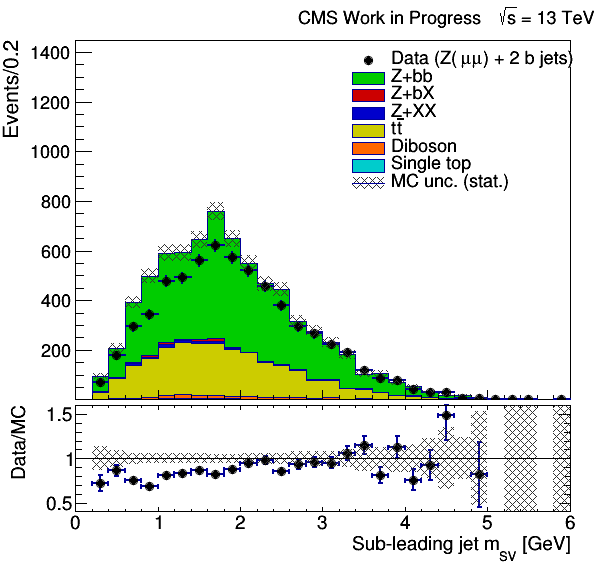 CMS Work in Progress √s = 13 TeV
Events/0.2
1400
1200
1000
800
600
400
200
Data (Z(μμ) + 2 b jets)
Z+bb
Z+bX
Z+XX
tt̄
Diboson
Single top
MC unc. (stat.)
Data/MC
1.5
1
0.5
0 1 2 3 4 5 6
Sub-leading jet m_SV [GeV]